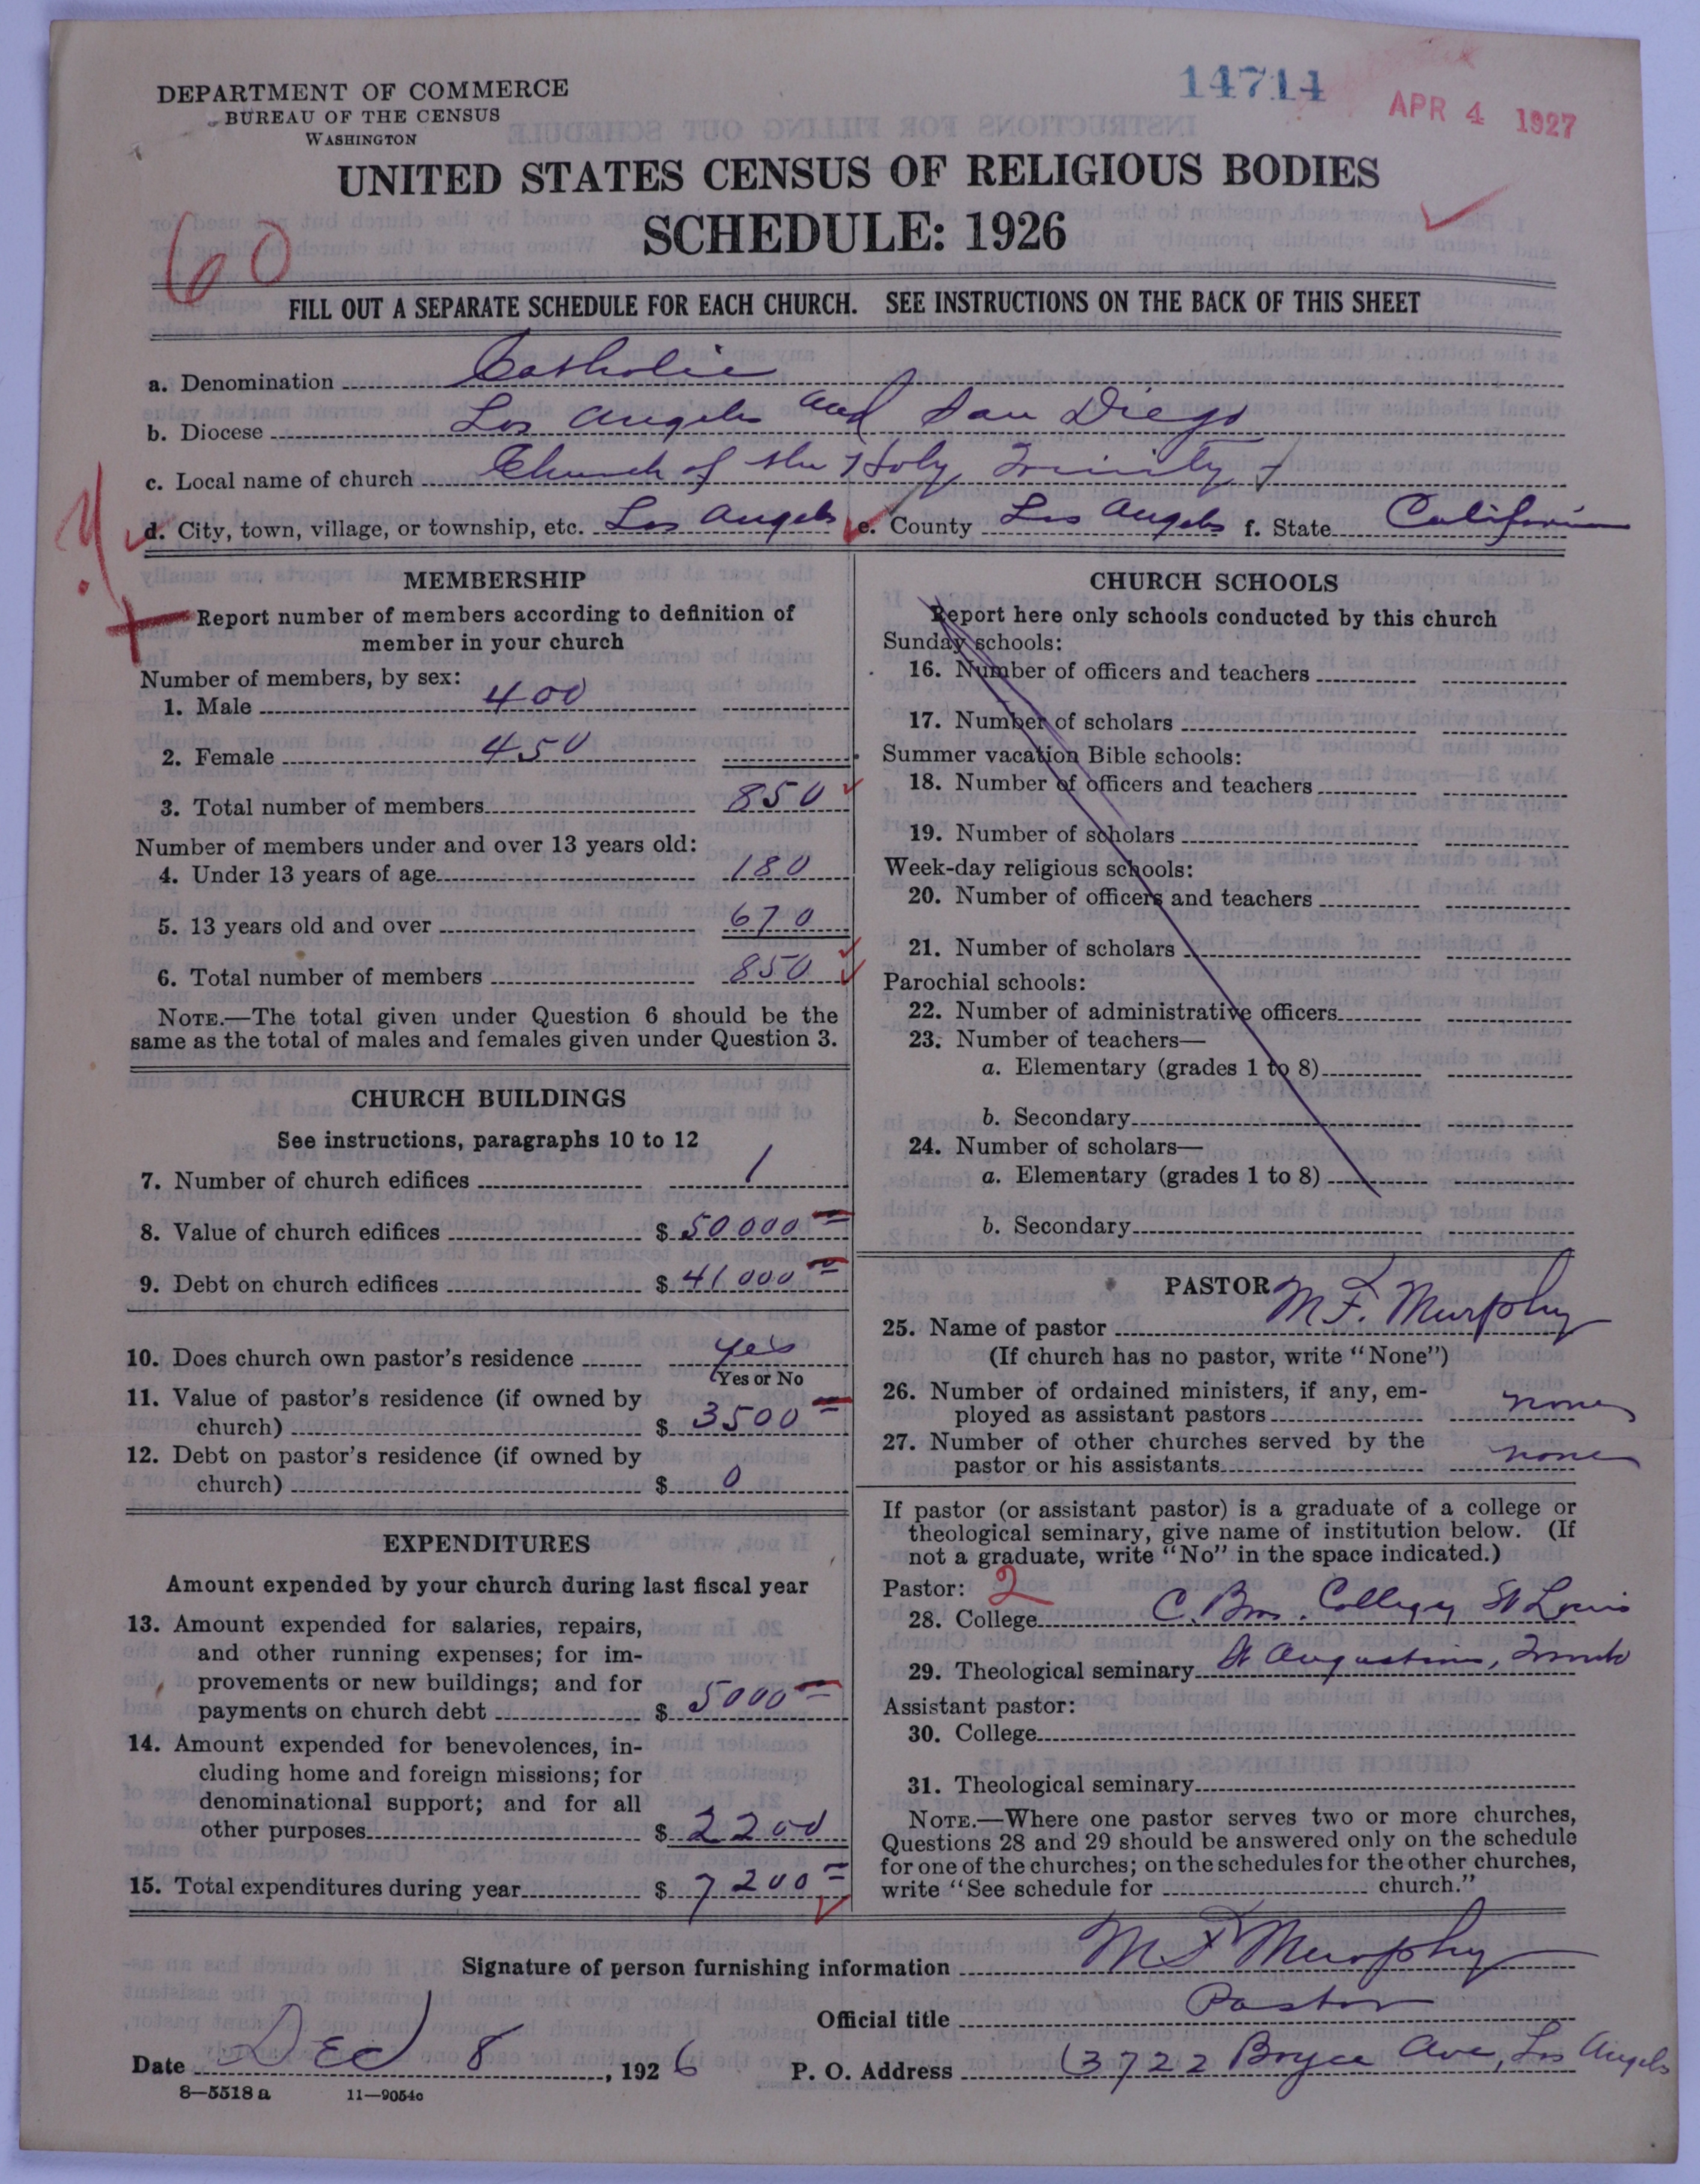 14714
APR 4 1927
DEPARTMENT OF COMMERCE
BUREAU OF THE CENSUS
WASHINGTON
UNITED STATES CENSUS OF RELIGIOUS BODIES
SCHEDULE: 1926
60
FILL OUT A SEPARATE SCHEDULE FOR EACH CHURCH. SEE INSTRUCTIONS ON THE BACK OF THIS SHEET
a. Denomination Catholic
b. Diocese Los Angeles and San Diego
c. Local name of church Church of the Holy Trinity
d. City, town, village, or township, etc. Los Angeles e. County Los Angeles f. State California
MEMBERSHIP
Report number of members according to definition of
member in your church
Number of members, by sex:
1. Male 400
2. Female 450
3. Total number of members 850
Number of members under and over 13 years old:
4. Under 13 years of age 180
5. 13 years old and over 670
6. Total number of members 850
NOTE.—The total given under Question 6 should be the
same as the total of males and females given under Question 3.
CHURCH BUILDINGS
See instructions, paragraphs 10 to 12
7. Number of church edifices 1
8. Value of church edifices $ 50000
9. Debt on church edifices $ 41000
10. Does church own pastor's residence yes
(Yes or No
11. Value of pastor's residence (if owned by
church) $ 3500
12. Debt on pastor's residence (if owned by
church) $ 0
EXPENDITURES
Amount expended by your church during last fiscal year
13. Amount expended for salaries, repairs,
and other running expenses; for im-
provements or new buildings; and for
payments on church debt $ 5000
14. Amount expended for benevolences, in-
cluding home and foreign missions; for
denominational support; and for all
other purposes $ 2200
15. Total expenditures during year $ 7200
CHURCH SCHOOLS
Report here only schools conducted by this church
Sunday schools:
16. Number of officers and teachers
17. Number of scholars
Summer vacation Bible schools:
18. Number of officers and teachers
19. Number of scholars
Week-day religious schools:
20. Number of officers and teachers
21. Number of scholars
Parochial schools:
22. Number of administrative officers
23. Number of teachers—
a. Elementary (grades 1 to 8)
b. Secondary
24. Number of scholars—
a. Elementary (grades 1 to 8)
b. Secondary
PASTOR
25. Name of pastor M F. Murphy
(If church has no pastor, write "None")
26. Number of ordained ministers, if any, em-
ployed as assistant pastors none
27. Number of other churches served by the
pastor or his assistants none
If pastor (or assistant pastor) is a graduate of a college or
theological seminary, give name of institution below. (If
not a graduate, write "No" in the space indicated.)
Pastor: 2
28. College C. Bros. College St Louis
29. Theological seminary St Augustines,
Assistant pastor:
30. College
31. Theological seminary
NOTE.—Where one pastor serves two or more churches,
Questions 28 and 29 should be answered only on the schedule
for one of the churches; on the schedules for the other churches,
write "See schedule for church."
Signature of person furnishing information M F Murphy
Official title Pastor
Date Dec 8, 1926 P. O. Address 3722 Boyce Ave, Los Angeles
8—5518 a 11—9054c